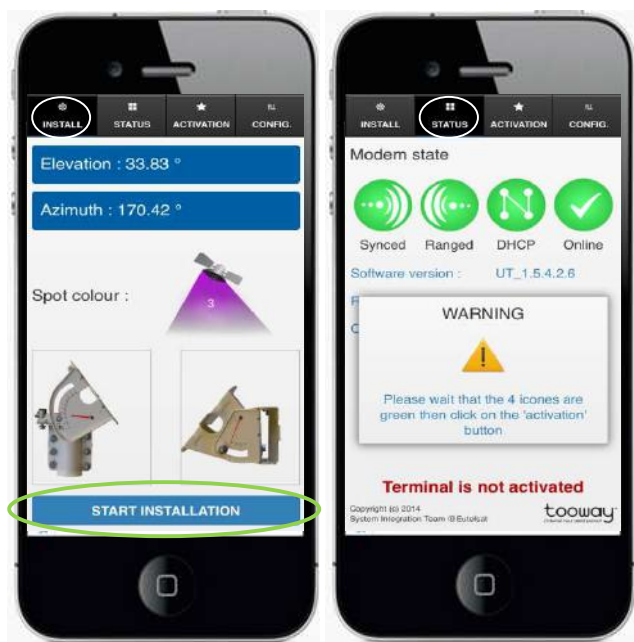 INSTALL STATUS ACTIVATION CONFIG.
Elevation : 33.83 °
Azimuth : 170.42 °
Spot colour :
3
START INSTALLATION
INSTALL STATUS ACTIVATION CONFIG.
Modem state
Synced Ranged DHCP Online
Software version : UT_1.5.4.2.6
WARNING
Please wait that the 4 icones are
green then click on the 'activation'
button
Terminal is not activated
Copyright (c) 2014
System Integration Team @ Eutelsat
tooway